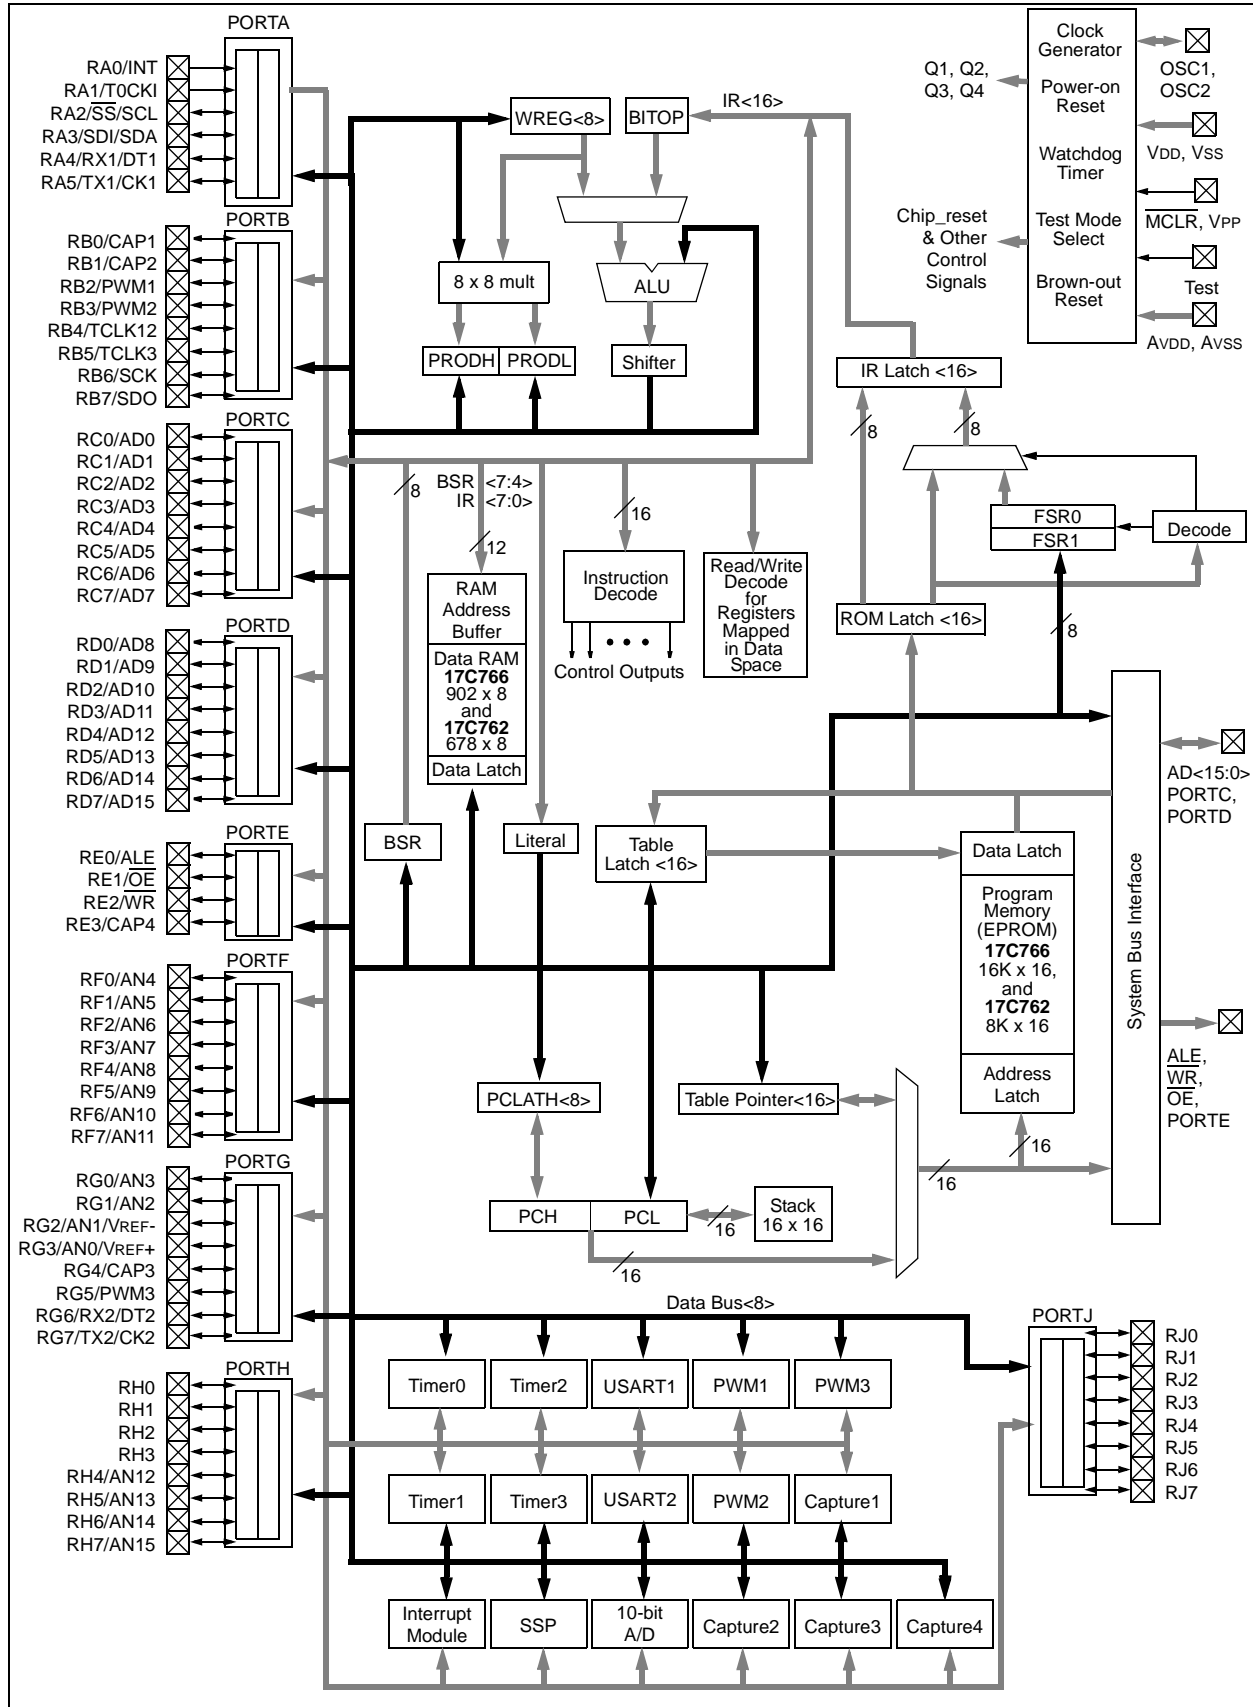 PORTA
RA0/INT
RA1/T0CKI
RA2/SS/SCL
RA3/SDI/SDA
RA4/RX1/DT1
RA5/TX1/CK1
PORTB
RB0/CAP1
RB1/CAP2
RB2/PWM1
RB3/PWM2
RB4/TCLK12
RB5/TCLK3
RB6/SCK
RB7/SDO
PORTC
RC0/AD0
RC1/AD1
RC2/AD2
RC3/AD3
RC4/AD4
RC5/AD5
RC6/AD6
RC7/AD7
PORTD
RD0/AD8
RD1/AD9
RD2/AD10
RD3/AD11
RD4/AD12
RD5/AD13
RD6/AD14
RD7/AD15
PORTE
RE0/ALE
RE1/OE
RE2/WR
RE3/CAP4
PORTF
RF0/AN4
RF1/AN5
RF2/AN6
RF3/AN7
RF4/AN8
RF5/AN9
RF6/AN10
RF7/AN11
PORTG
RG0/AN3
RG1/AN2
RG2/AN1/VREF-
RG3/AN0/VREF+
RG4/CAP3
RG5/PWM3
RG6/RX2/DT2
RG7/TX2/CK2
PORTH
RH0
RH1
RH2
RH3
RH4/AN12
RH5/AN13
RH6/AN14
RH7/AN15
WREG<8>
BITOP
IR<16>
8 x 8 mult
ALU
PRODH
PRODL
Shifter
Q1, Q2,
Q3, Q4
Chip_reset
& Other
Control
Signals
Clock
Generator
Power-on
Reset
Watchdog
Timer
Test Mode
Select
Brown-out
Reset
OSC1,
OSC2
VDD, VSS
MCLR, VPP
Test
AVDD, AVSS
IR Latch <16>
8
8
FSR0
FSR1
Decode
ROM Latch <16>
8
8
BSR <7:4>
IR <7:0>
12
16
RAM
Address
Buffer
Data RAM
17C766
902 x 8
and
17C762
678 x 8
Data Latch
Instruction
Decode
Control Outputs
Read/Write
Decode
for
Registers
Mapped
in Data
Space
BSR
Literal
Table
Latch <16>
Data Latch
Program
Memory
(EPROM)
17C766
16K x 16,
and
17C762
8K x 16
Address
Latch
16
System Bus Interface
AD<15:0>
PORTC,
PORTD
ALE,
WR,
OE,
PORTE
PCLATH<8>
Table Pointer<16>
16
PCH
PCL
16
Stack
16 x 16
16
Data Bus<8>
Timer0
Timer2
USART1
PWM1
PWM3
Timer1
Timer3
USART2
PWM2
Capture1
Interrupt
Module
SSP
10-bit
A/D
Capture2
Capture3
Capture4
PORTJ
RJ0
RJ1
RJ2
RJ3
RJ4
RJ5
RJ6
RJ7